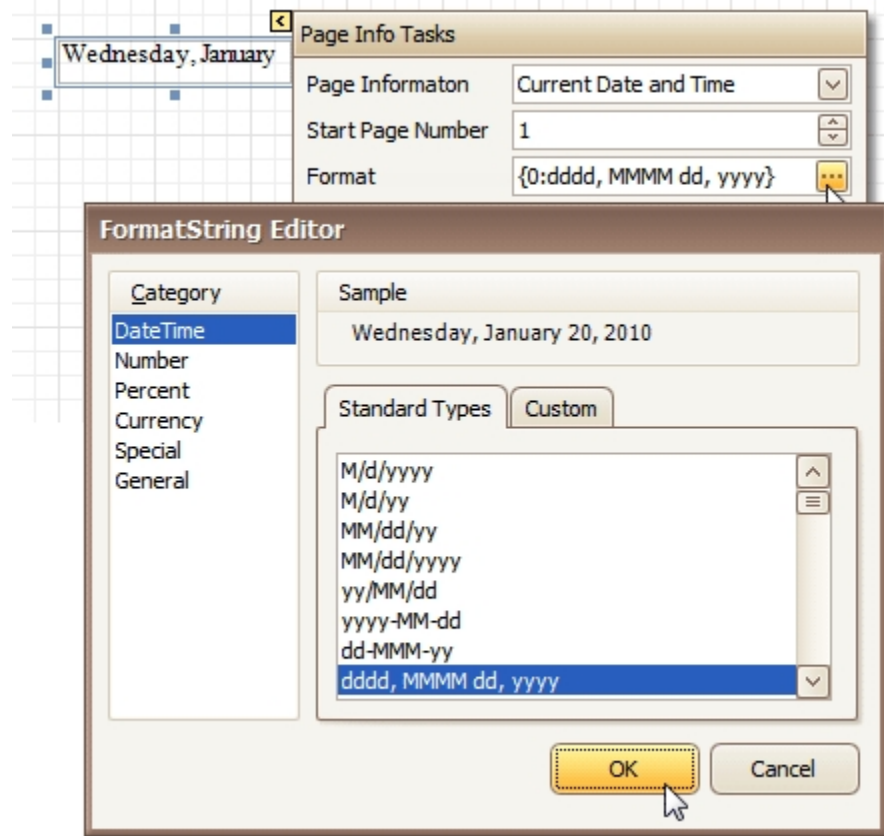 Wednesday, January
Page Info Tasks
Page Informaton
Current Date and Time
Start Page Number
1
Format
{0:dddd, MMMM dd, yyyy}
FormatString Editor
Category
DateTime
Number
Percent
Currency
Special
General
Sample
Wednesday, January 20, 2010
Standard Types
Custom
M/d/yyyy
M/d/yy
MM/dd/yy
MM/dd/yyyy
yy/MM/dd
yyyy-MM-dd
dd-MMM-yy
dddd, MMMM dd, yyyy
OK
Cancel